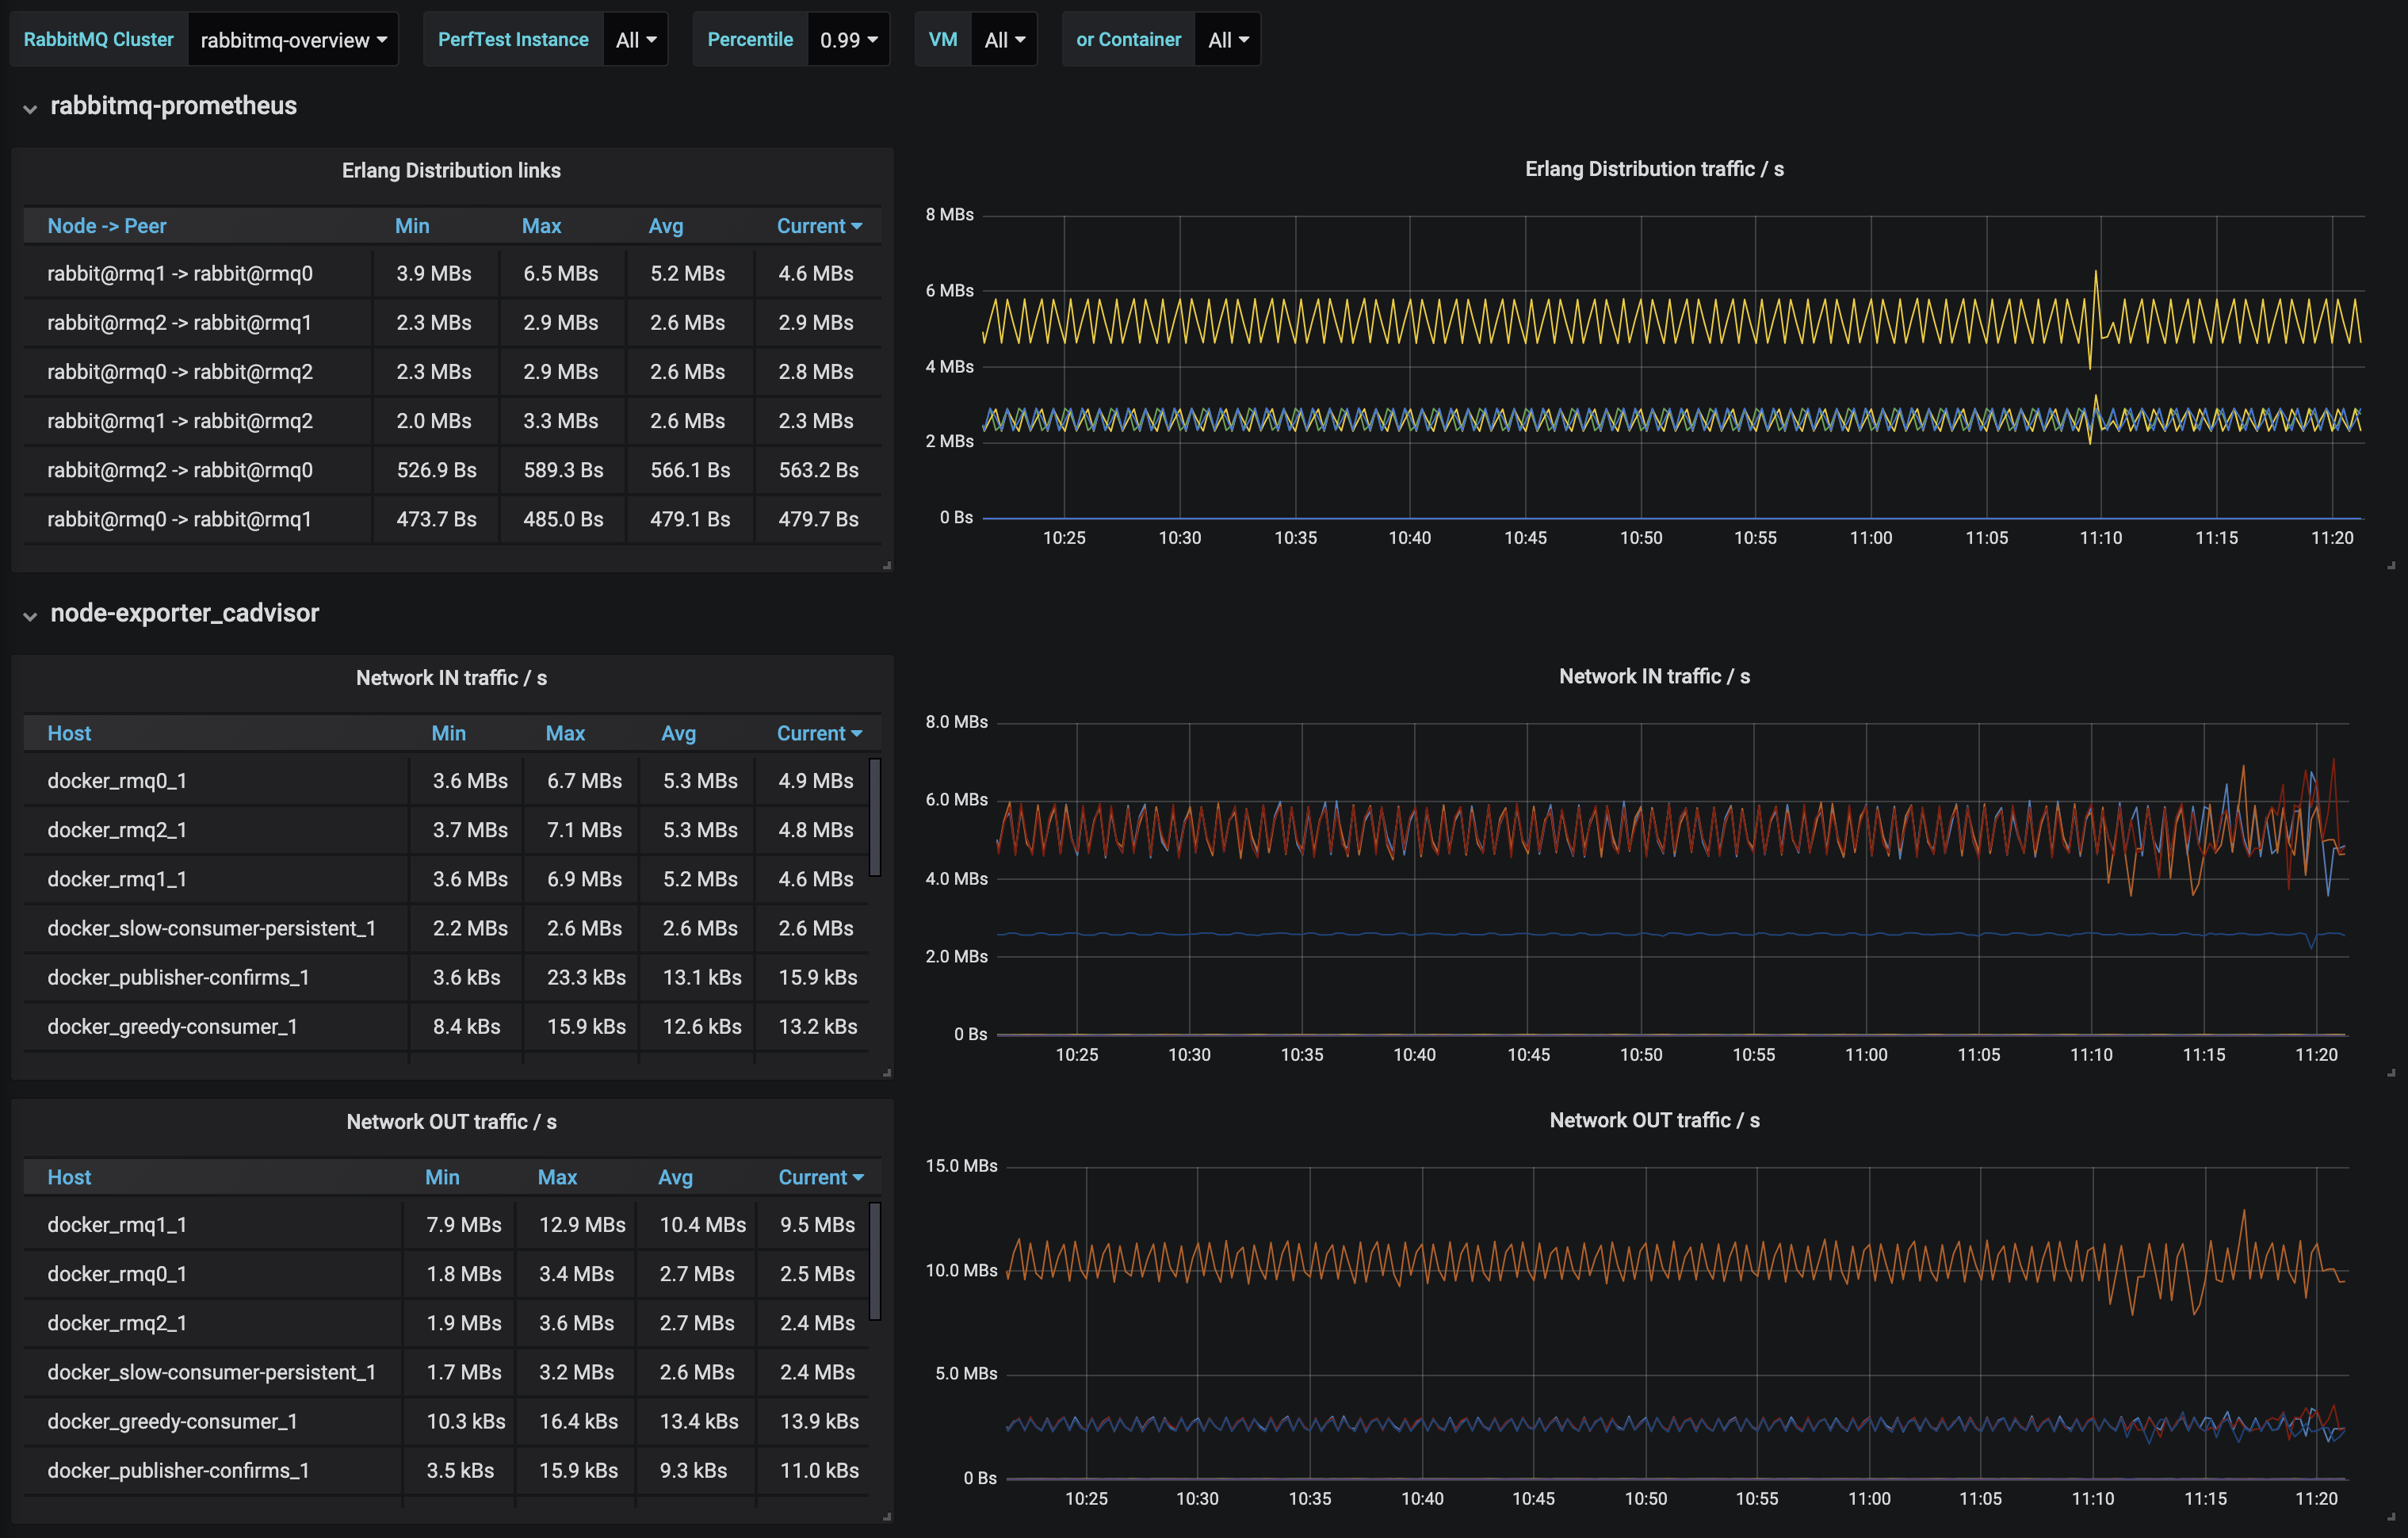 RabbitMQ Cluster rabbitmq-overview PerfTest Instance All Percentile 0.99 VM All or Container All
rabbitmq-prometheus
Erlang Distribution links
Node -> Peer Min Max Avg Current
rabbit@rmq1 -> rabbit@rmq0 3.9 MBs 6.5 MBs 5.2 MBs 4.6 MBs
rabbit@rmq2 -> rabbit@rmq1 2.3 MBs 2.9 MBs 2.6 MBs 2.9 MBs
rabbit@rmq0 -> rabbit@rmq2 2.3 MBs 2.9 MBs 2.6 MBs 2.8 MBs
rabbit@rmq1 -> rabbit@rmq2 2.0 MBs 3.3 MBs 2.6 MBs 2.3 MBs
rabbit@rmq2 -> rabbit@rmq0 526.9 Bs 589.3 Bs 566.1 Bs 563.2 Bs
rabbit@rmq0 -> rabbit@rmq1 473.7 Bs 485.0 Bs 479.1 Bs 479.7 Bs
Erlang Distribution traffic / s
8 MBs
6 MBs
4 MBs
2 MBs
0 Bs
10:25 10:30 10:35 10:40 10:45 10:50 10:55 11:00 11:05 11:10 11:15 11:20
node-exporter_cadvisor
Network IN traffic / s
Host Min Max Avg Current
docker_rmq0_1 3.6 MBs 6.7 MBs 5.3 MBs 4.9 MBs
docker_rmq2_1 3.7 MBs 7.1 MBs 5.3 MBs 4.8 MBs
docker_rmq1_1 3.6 MBs 6.9 MBs 5.2 MBs 4.6 MBs
docker_slow-consumer-persistent_1 2.2 MBs 2.6 MBs 2.6 MBs 2.6 MBs
docker_publisher-confirms_1 3.6 kBs 23.3 kBs 13.1 kBs 15.9 kBs
docker_greedy-consumer_1 8.4 kBs 15.9 kBs 12.6 kBs 13.2 kBs
Network IN traffic / s
8.0 MBs
6.0 MBs
4.0 MBs
2.0 MBs
0 Bs
10:25 10:30 10:35 10:40 10:45 10:50 10:55 11:00 11:05 11:10 11:15 11:20
Network OUT traffic / s
Host Min Max Avg Current
docker_rmq1_1 7.9 MBs 12.9 MBs 10.4 MBs 9.5 MBs
docker_rmq0_1 1.8 MBs 3.4 MBs 2.7 MBs 2.5 MBs
docker_rmq2_1 1.9 MBs 3.6 MBs 2.7 MBs 2.4 MBs
docker_slow-consumer-persistent_1 1.7 MBs 3.2 MBs 2.6 MBs 2.4 MBs
docker_greedy-consumer_1 10.3 kBs 16.4 kBs 13.4 kBs 13.9 kBs
docker_publisher-confirms_1 3.5 kBs 15.9 kBs 9.3 kBs 11.0 kBs
Network OUT traffic / s
15.0 MBs
10.0 MBs
5.0 MBs
0 Bs
10:25 10:30 10:35 10:40 10:45 10:50 10:55 11:00 11:05 11:10 11:15 11:20